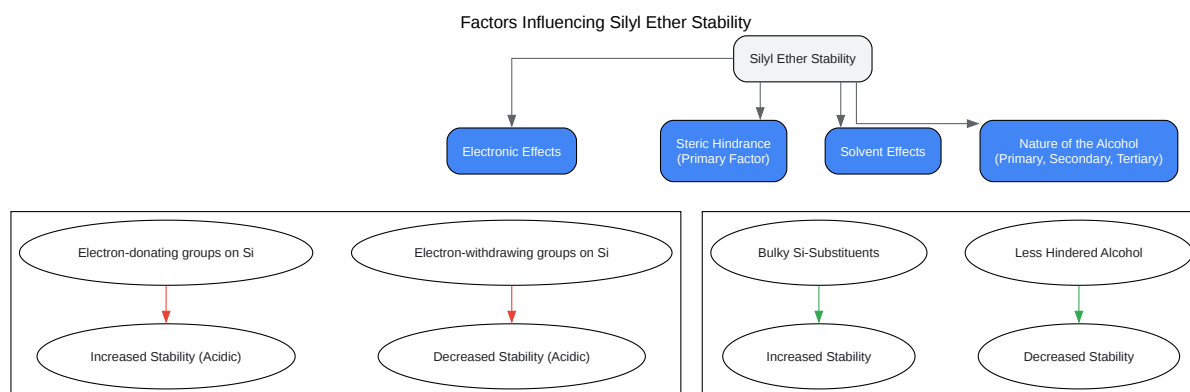 Factors Influencing Silyl Ether Stability
Silyl Ether Stability
Electronic Effects
Steric Hindrance
(Primary Factor)
Solvent Effects
Nature of the Alcohol
(Primary, Secondary, Tertiary)
Electron-donating groups on Si
Electron-withdrawing groups on Si
Bulky Si-Substituents
Less Hindered Alcohol
Increased Stability (Acidic)
Decreased Stability (Acidic)
Increased Stability
Decreased Stability